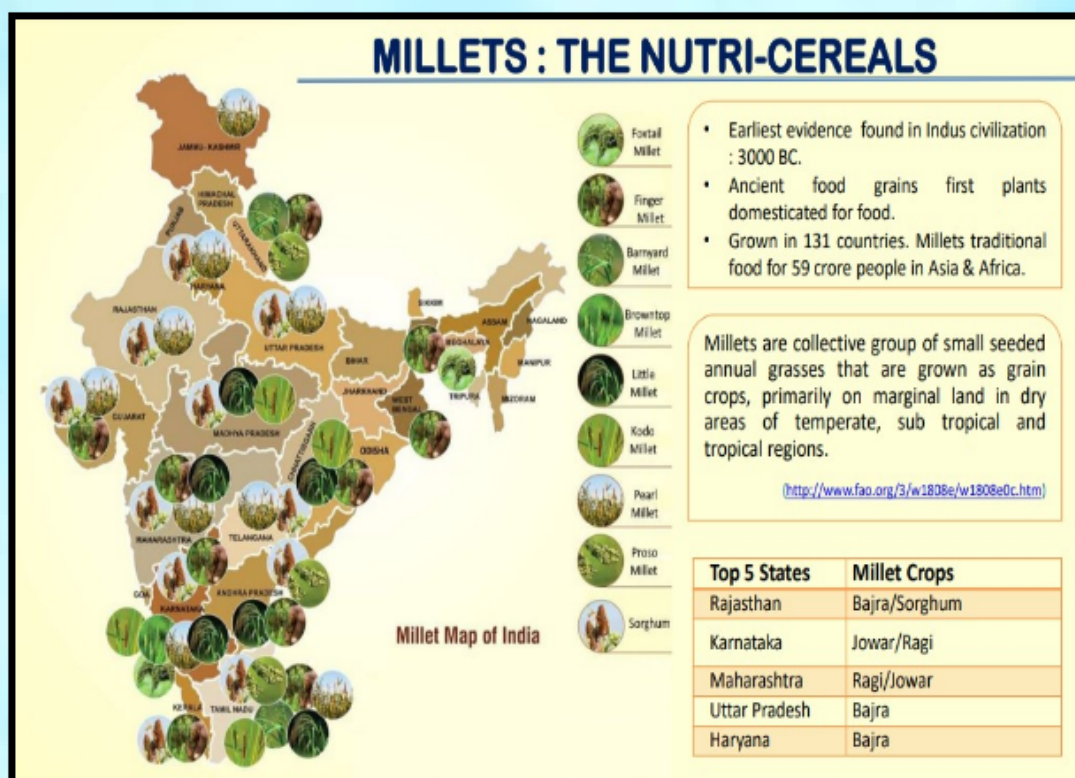 MILLETS : THE NUTRI-CEREALS
JAMMU- KASHMIR
HIMACHAL
PRADESH
PUNJAB
UTTARAKHAND
HARYANA
RAJASTHAN
UTTAR PRADESH
SIKKIM
ASSAM
NAGALAND
MEGHALAYA
BIHAR
MANIPUR
JHARKHAND
WEST
BENGAL
TRIPURA
MIZORAM
GUJARAT
MADHYA PRADESH
CHHATTISGARH
ODISHA
MAHARASHTRA
TELANGANA
GOA
KARNATAKA
ANDHRA PRADESH
KERALA
TAMIL NADU
Millet Map of India
Foxtail
Millet
Finger
Millet
Barnyard
Millet
Browntop
Millet
Little
Millet
Kodo
Millet
Pearl
Millet
Proso
Millet
Sorghum
• Earliest evidence found in Indus civilization
: 3000 BC.
• Ancient food grains first plants
domesticated for food.
• Grown in 131 countries. Millets traditional
food for 59 crore people in Asia & Africa.
Millets are collective group of small seeded
annual grasses that are grown as grain
crops, primarily on marginal land in dry
areas of temperate, sub tropical and
tropical regions.
(http://www.fao.org/3/w1808e/w1808e0c.htm)
Top 5 States Millet Crops
Rajasthan Bajra/Sorghum
Karnataka Jowar/Ragi
Maharashtra Ragi/Jowar
Uttar Pradesh Bajra
Haryana Bajra